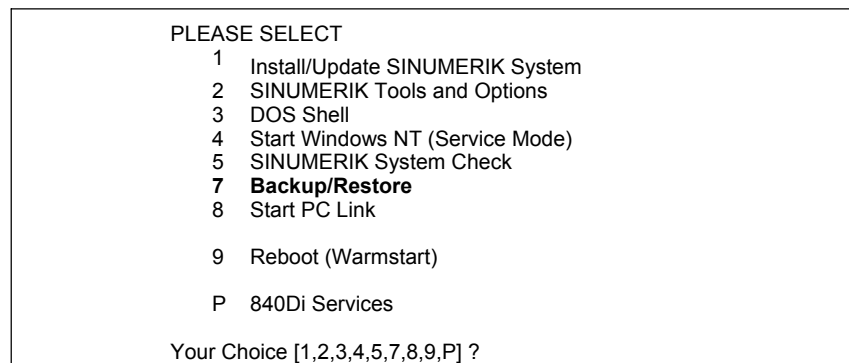 PLEASE SELECT
1 Install/Update SINUMERIK System
2 SINUMERIK Tools and Options
3 DOS Shell
4 Start Windows NT (Service Mode)
5 SINUMERIK System Check
7 Backup/Restore
8 Start PC Link
9 Reboot (Warmstart)
P 840Di Services
Your Choice [1,2,3,4,5,7,8,9,P] ?